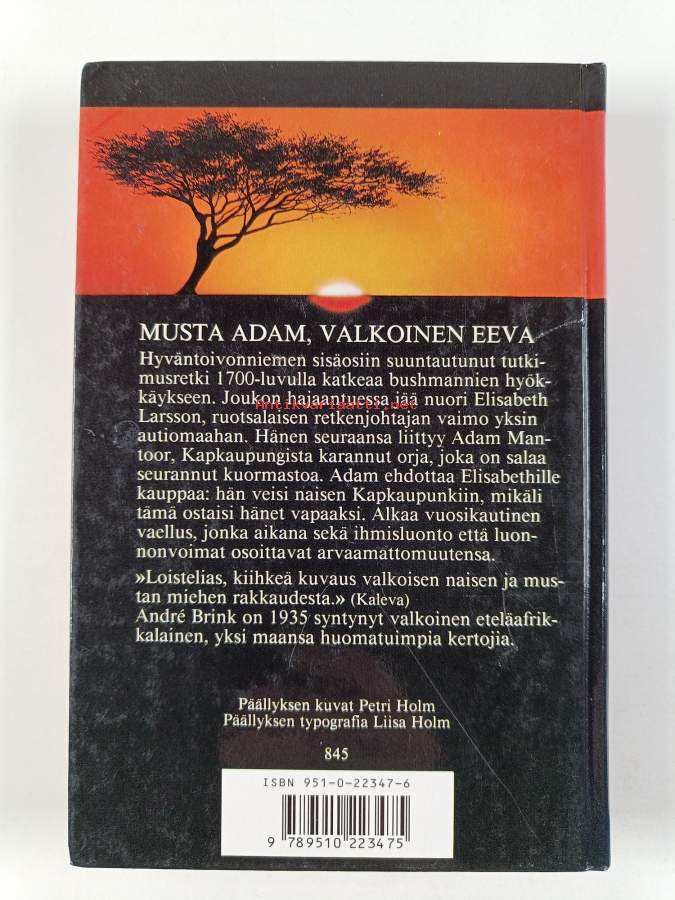 MUSTA ADAM, VALKOINEN EEVA
Hyväntoivonniemen sisäosiin suuntautunut tutki-
musretki 1700-luvulla katkeaa bushmannien hyök-
käykseen. Joukon hajaantuessa jää nuori Elisabeth
Antikvariaatti.net
Larsson, ruotsalaisen retkenjohtajan vaimo yksin
autiomaahan. Hänen seuraansa liittyy Adam Man-
toor, Kapkaupungista karannut orja, joka on salaa
seurannut kuormastoa. Adam ehdottaa Elisabethille
kauppaa: hän veisi naisen Kapkaupunkiin, mikäli
tämä ostaisi hänet vapaaksi. Alkaa vuosikautinen
vaellus, jonka aikana sekä ihmisluonto että luon-
nonvoimat osoittavat arvaamattomuutensa.
»Loistelias, kiihkeä kuvaus valkoisen naisen ja mus-
tan miehen rakkaudesta.» (Kaleva)
André Brink on 1935 syntynyt valkoinen eteläafrik-
kalainen, yksi maansa huomatuimpia kertojia.
Päällyksen kuvat Petri Holm
Päällyksen typografia Liisa Holm
845
ISBN 951-0-22347-6
9 789510 223475